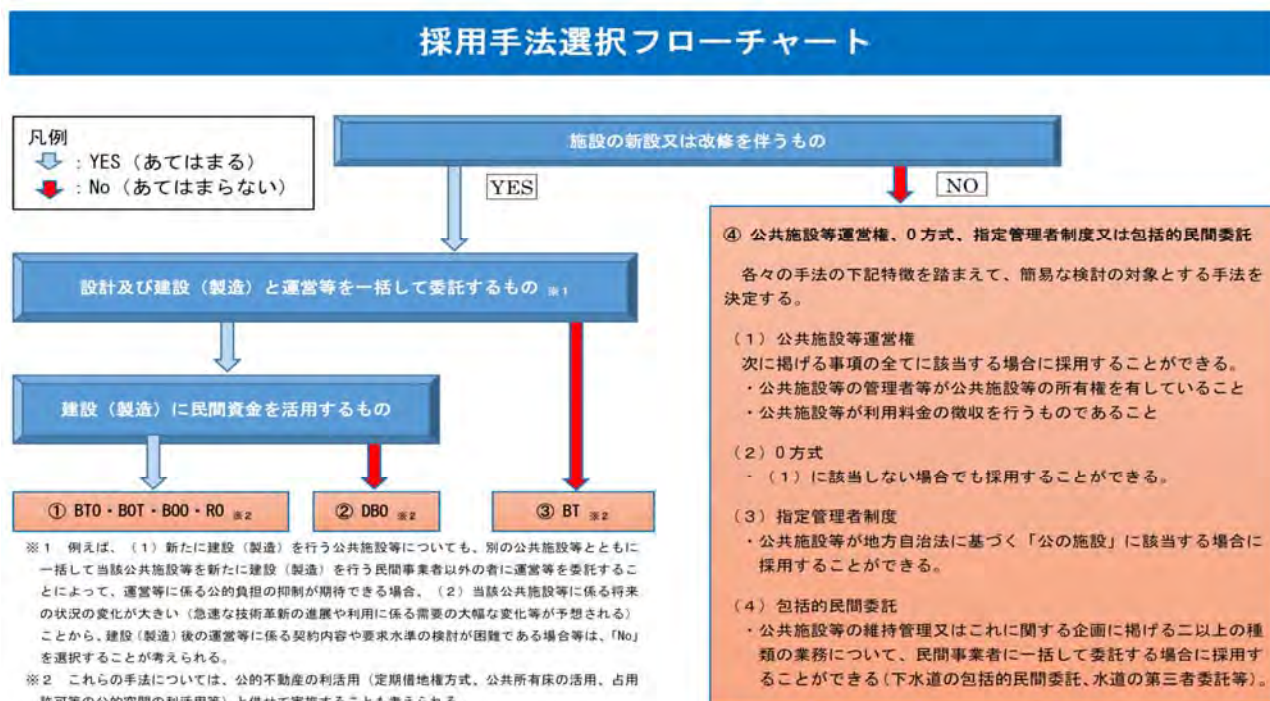 採用手法選択フローチャート
凡例
：YES（あてはまる）
：No（あてはまらない）
施設の新設又は改修を伴うもの
YES
NO
設計及び建設（製造）と運営等を一括して委託するもの ※1
建設（製造）に民間資金を活用するもの
① BTO・BOT・BOO・RO ※2
② DBO ※2
③ BT ※2
※1 例えば、（1）新たに建設（製造）を行う公共施設等についても、別の公共施設等とともに
一括して当該公共施設等を新たに建設（製造）を行う民間事業者以外の者に運営等を委託するこ
とによって、運営等に係る公的負担の抑制が期待できる場合、（2）当該公共施設等に係る将来
の状況の変化が大きい（急速な技術革新の進展や利用に係る需要の大幅な変化等が予想される）
ことから、建設（製造）後の運営等に係る契約内容や要求水準の検討が困難である場合等は、「No」
を選択することが考えられる。
※2 これらの手法については、公的不動産の利活用（定期借地権方式、公共所有床の活用、占用
許可等の公的空間の利活用等）と併せて実施することも考えられる。
④ 公共施設等運営権、O方式、指定管理者制度又は包括的民間委託
各々の手法の下記特徴を踏まえて、簡易な検討の対象とする手法を
決定する。
（1）公共施設等運営権
次に掲げる事項の全てに該当する場合に採用することができる。
・公共施設等の管理者等が公共施設等の所有権を有していること
・公共施設等が利用料金の徴収を行うものであること
（2）O方式
- （1）に該当しない場合でも採用することができる。
（3）指定管理者制度
・公共施設等が地方自治法に基づく「公の施設」に該当する場合に
採用することができる。
（4）包括的民間委託
・公共施設等の維持管理又はこれに関する企画に掲げる二以上の種
類の業務について、民間事業者に一括して委託する場合に採用す
ることができる（下水道の包括的民間委託、水道の第三者委託等）。